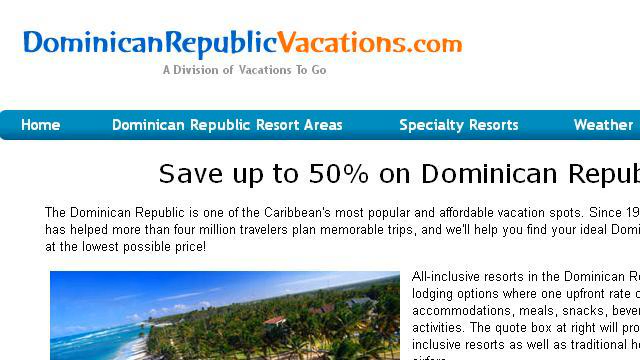 DominicanRepublicVacations.com
A Division of Vacations To Go
Home Dominican Republic Resort Areas Specialty Resorts Weather
Save up to 50% on Dominican Repub
The Dominican Republic is one of the Caribbean's most popular and affordable vacation spots. Since 19
has helped more than four million travelers plan memorable trips, and we'll help you find your ideal Domi
at the lowest possible price!
All-inclusive resorts in the Dominican Re
lodging options where one upfront rate c
accommodations, meals, snacks, bever
activities. The quote box at right will pro
inclusive resorts as well as traditional h